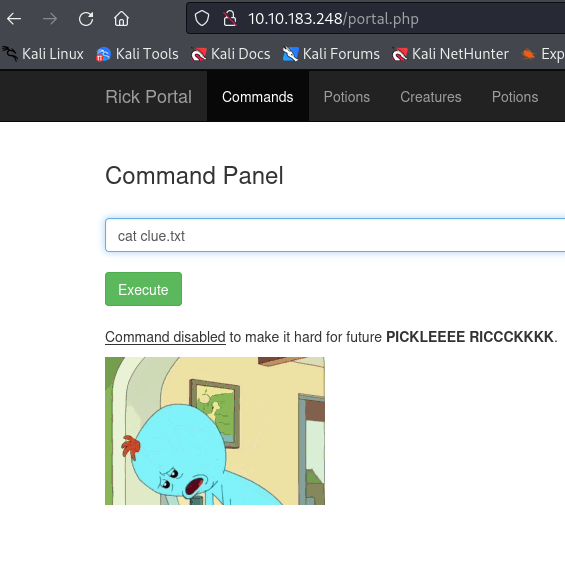 10.10.183.248/portal.php
Kali Linux Kali Tools Kali Docs Kali Forums Kali NetHunter Exp
Rick Portal Commands Potions Creatures Potions
Command Panel
cat clue.txt
Execute
Command disabled to make it hard for future PICKLEEEE RICCCKKKK.